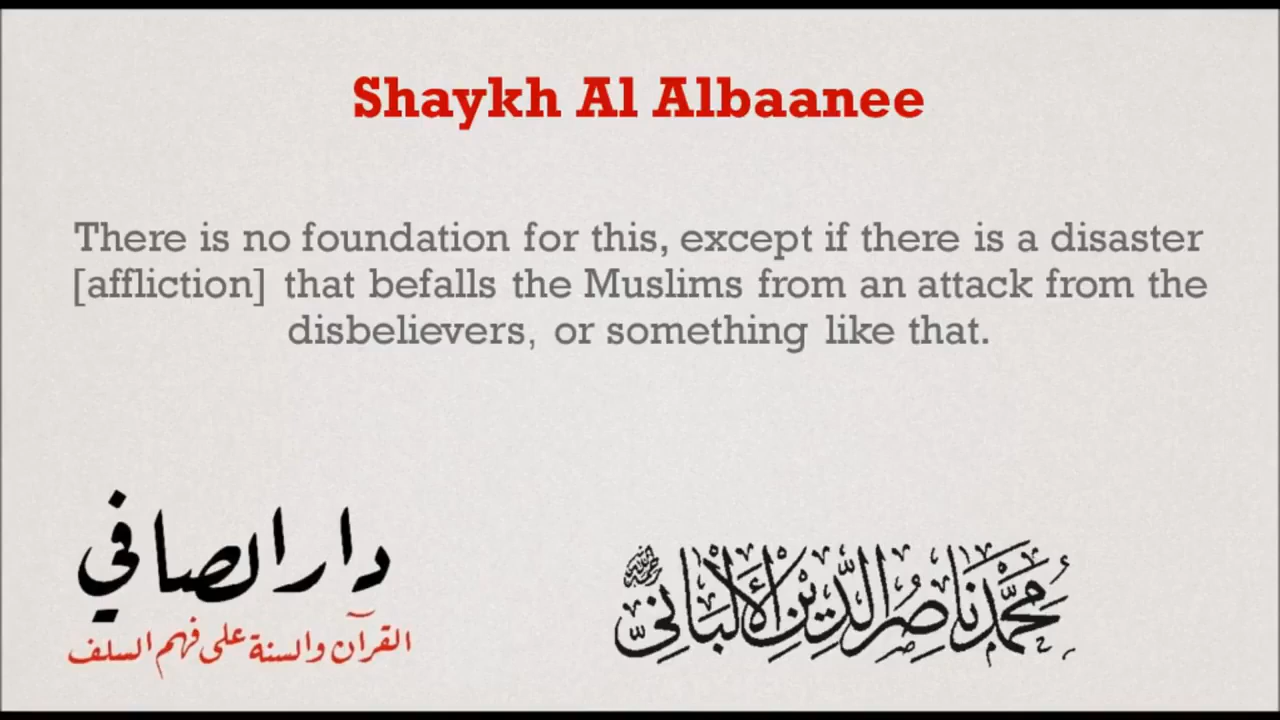 Shaykh Al Albaanee
There is no foundation for this, except if there is a disaster
[affliction] that befalls the Muslims from an attack from the
disbelievers, or something like that.
دار الصافي
القرآن والسنة على فهم السلف
محمد ناصر الدين الألباني